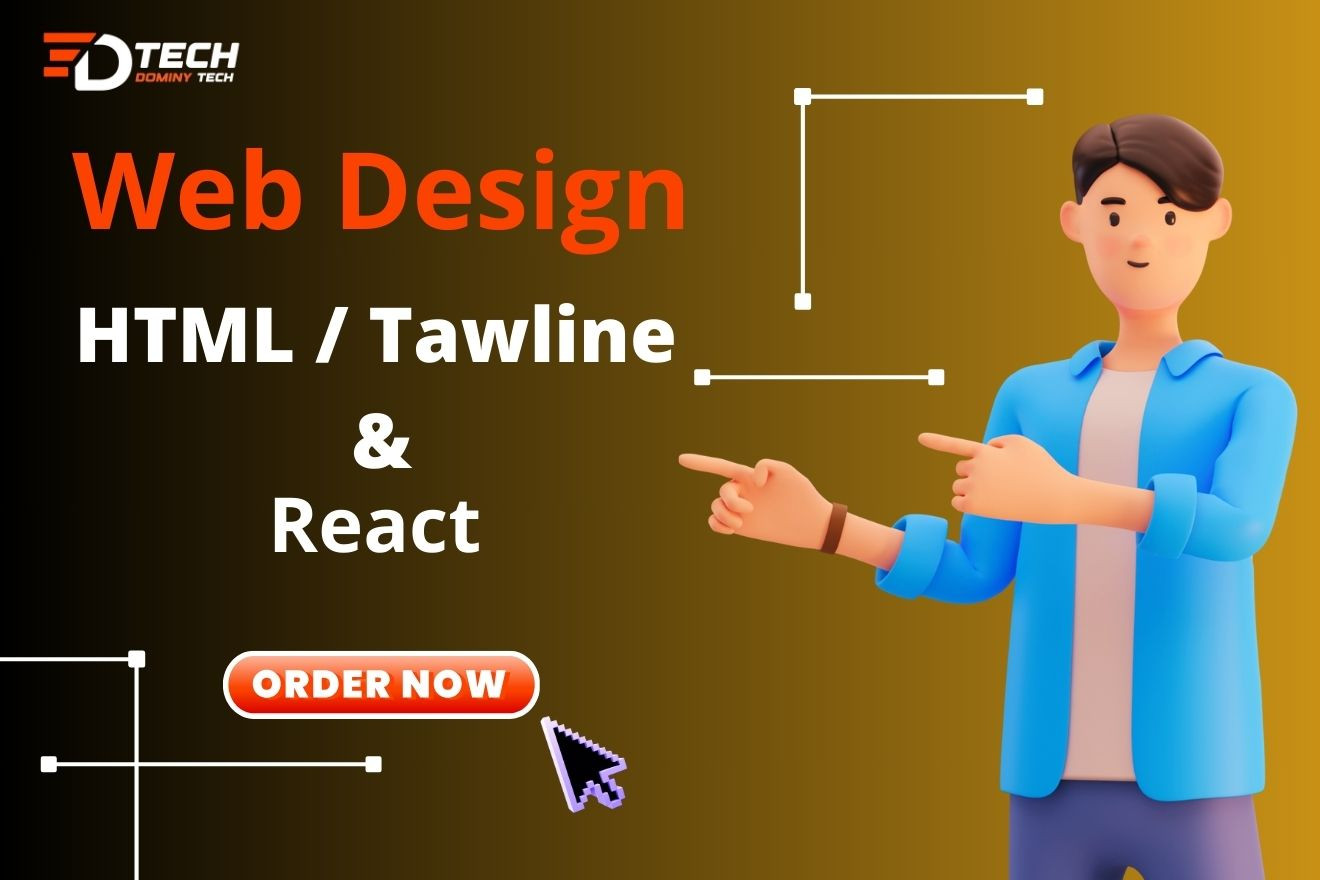 TECH
DOMINY TECH
Web Design
HTML / Tawline
&
React
ORDER NOW